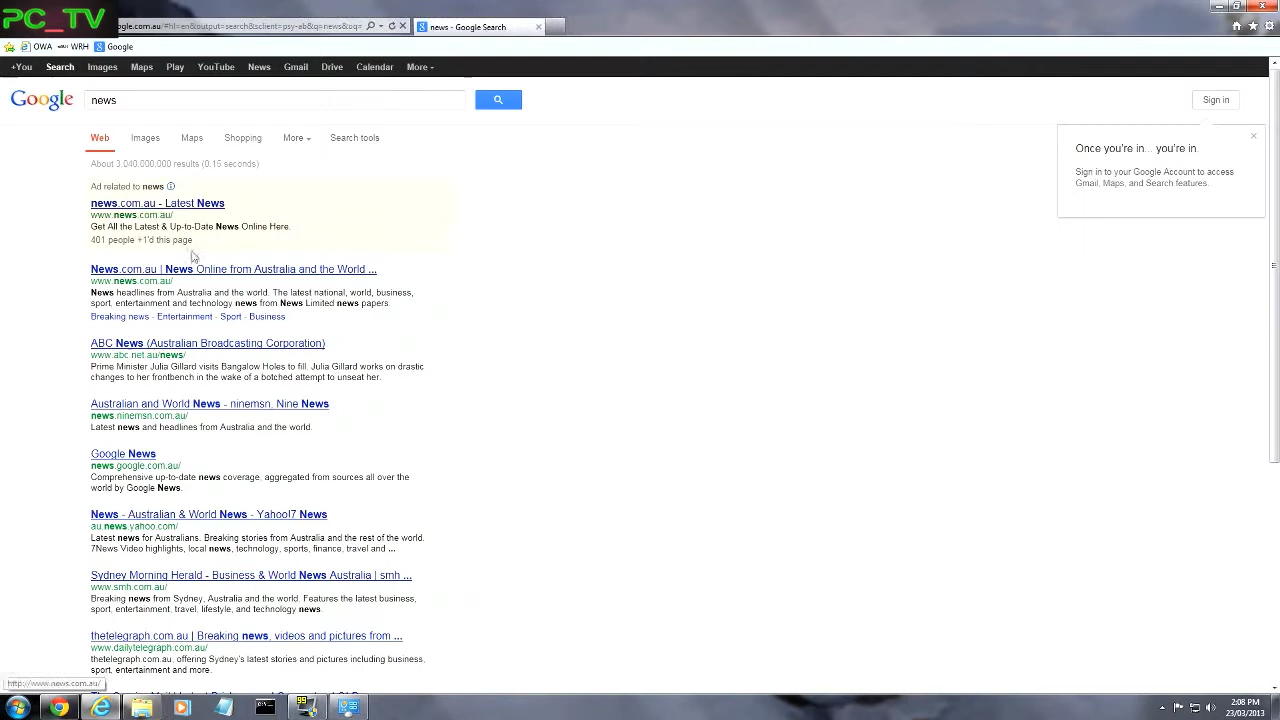 PC_TV
gle.com.au/#hl=en&output=search&sclient=psy-ab&q=news&oq=
news - Google Search
OWA WRH Google
+You Search Images Maps Play YouTube News Gmail Drive Calendar More
Google
news
Sign in
Web Images Maps Shopping More Search tools
About 3,040,000,000 results (0.15 seconds)
Once you're in... you're in.
Sign in to your Google Account to access
Gmail, Maps, and Search features.
Ad related to news
news.com.au - Latest News
www.news.com.au/
Get All the Latest & Up-to-Date News Online Here.
401 people +1'd this page
News.com.au | News Online from Australia and the World ...
www.news.com.au/
News headlines from Australia and the world. The latest national, world, business,
sport, entertainment and technology news from News Limited news papers.
Breaking news - Entertainment - Sport - Business
ABC News (Australian Broadcasting Corporation)
www.abc.net.au/news/
Prime Minister Julia Gillard visits Bangalow Holes to fill. Julia Gillard works on drastic
changes to her frontbench in the wake of a botched attempt to unseat her.
Australian and World News - ninemsn, Nine News
news.ninemsn.com.au/
Latest news and headlines from Australia and the world.
Google News
news.google.com.au/
Comprehensive up-to-date news coverage, aggregated from sources all over the
world by Google News.
News - Australian & World News - Yahoo!7 News
au.news.yahoo.com/
Latest news for Australians. Breaking stories from Australia and the rest of the world.
7News Video highlights, local news, technology, sports, finance, travel and ...
Sydney Morning Herald - Business & World News Australia | smh ...
www.smh.com.au/
Breaking news from Sydney, Australia and the world. Features the latest business,
sport, entertainment, travel, lifestyle, and technology news.
thetelegraph.com.au | Breaking news, videos and pictures from ...
www.dailytelegraph.com.au/
thetelegraph.com.au, offering Sydney's latest stories and pictures including business,
sport, entertainment and more.
http://www.news.com.au/
99
2:08 PM
23/03/2013